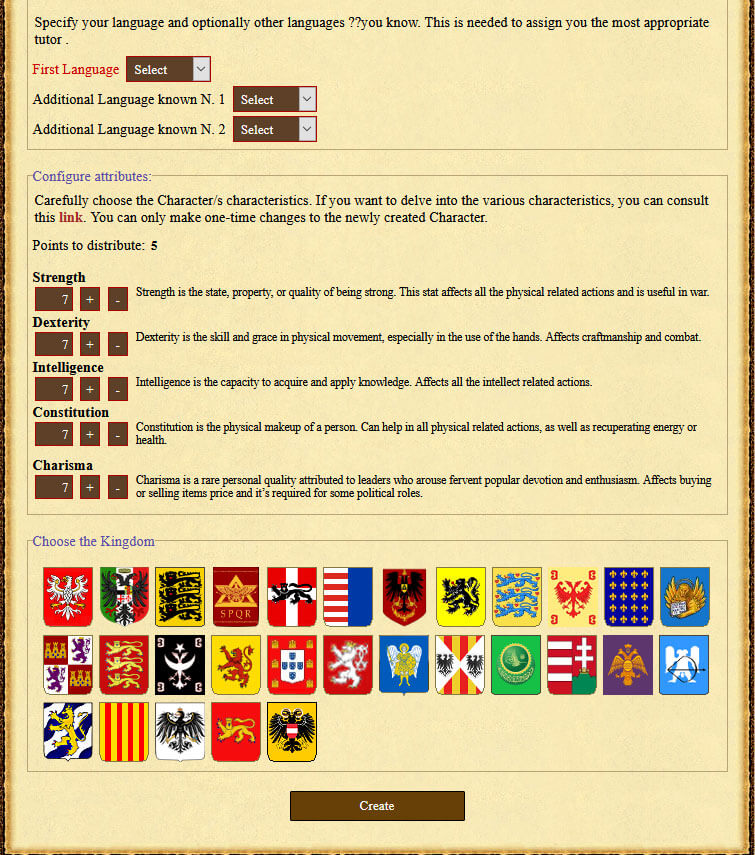 Specify your language and optionally other languages ??you know. This is needed to assign you the most appropriate
tutor .
First Language Select
Additional Language known N. 1 Select
Additional Language known N. 2 Select
Configure attributes:
Carefully choose the Character/s characteristics. If you want to delve into the various characteristics, you can consult
this link. You can only make one-time changes to the newly created Character.
Points to distribute: 5
Strength
7 + - Strength is the state, property, or quality of being strong. This stat affects all the physical related actions and is useful in war.
Dexterity
7 + - Dexterity is the skill and grace in physical movement, especially in the use of the hands. Affects craftmanship and combat.
Intelligence
7 + - Intelligence is the capacity to acquire and apply knowledge. Affects all the intellect related actions.
Constitution
7 + - Constitution is the physical makeup of a person. Can help in all physical related actions, as well as recuperating energy or
health.
Charisma
7 + - Charisma is a rare personal quality attributed to leaders who arouse fervent popular devotion and enthusiasm. Affects buying
or selling items price and it's required for some political roles.
Choose the Kingdom
SPQR
Create